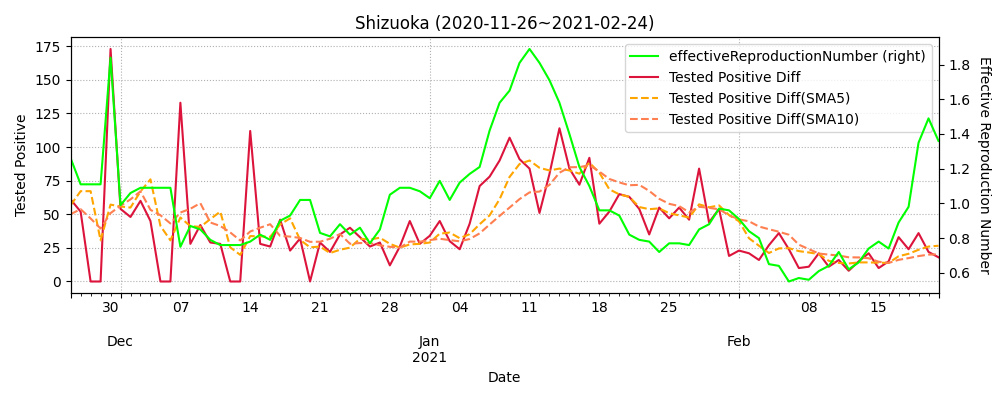 Shizuoka (2020-11-26~2021-02-24)
effectiveReproductionNumber (right)
Tested Positive Diff
Tested Positive Diff(SMA5)
Tested Positive Diff(SMA10)
Tested Positive
175
150
125
100
75
50
25
0
Effective Reproduction Number
1.8
1.6
1.4
1.2
1.0
0.8
0.6
30 07 14 21 28 04 11 18 25 08 15
Dec Jan Feb
2021
Date